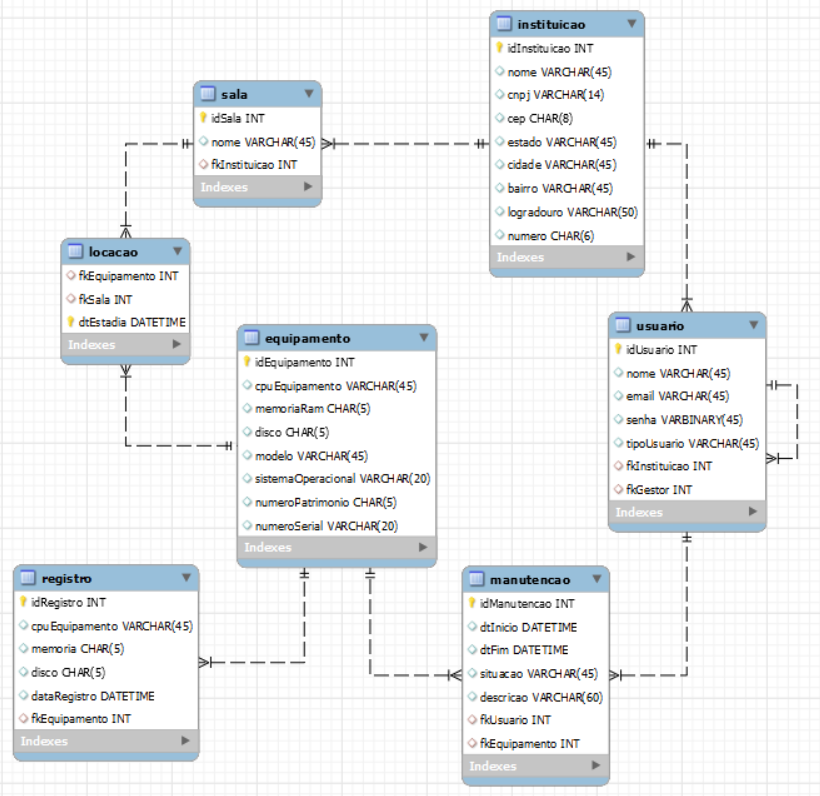 instituicao
idInstituicao INT
nome VARCHAR(45)
cnpj VARCHAR(14)
cep CHAR(8)
estado VARCHAR(45)
cidade VARCHAR(45)
bairro VARCHAR(45)
logradouro VARCHAR(50)
numero CHAR(6)
Indexes
sala
idSala INT
nome VARCHAR(45)
fkInstituicao INT
Indexes
locacao
fkEquipamento INT
fkSala INT
dtEstadia DATETIME
Indexes
equipamento
idEquipamento INT
cpuEquipamento VARCHAR(45)
memoriaRam CHAR(5)
disco CHAR(5)
modelo VARCHAR(45)
sistemaOperacional VARCHAR(20)
numeroPatrimonio CHAR(5)
numeroSerial VARCHAR(20)
Indexes
usuario
idUsuario INT
nome VARCHAR(45)
email VARCHAR(45)
senha VARBINARY(45)
tipoUsuario VARCHAR(45)
fkInstituicao INT
fkGestor INT
Indexes
registro
idRegistro INT
cpuEquipamento VARCHAR(45)
memoria CHAR(5)
disco CHAR(5)
dataRegistro DATETIME
fkEquipamento INT
Indexes
manutencao
idManutencao INT
dtInicio DATETIME
dtFim DATETIME
situacao VARCHAR(45)
descricao VARCHAR(60)
fkUsuario INT
fkEquipamento INT
Indexes